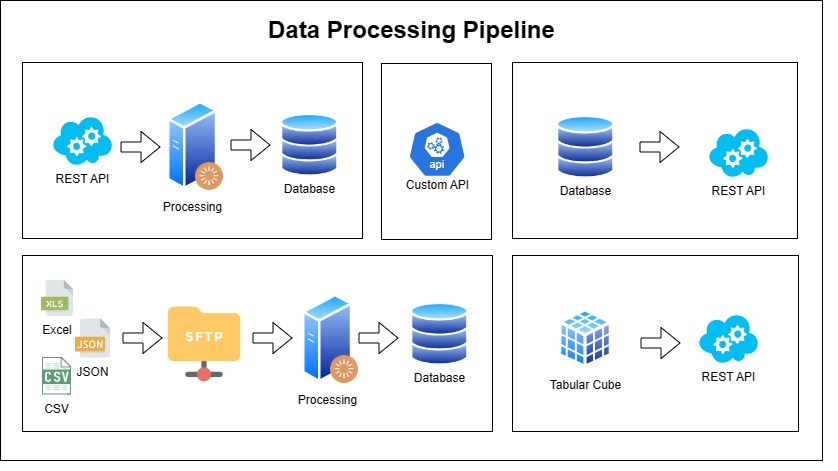 Data Processing Pipeline
REST API
Processing
Database
api
Custom API
Database
REST API
XLS
Excel
JSON
JSON
CSV
CSV
SFTP
Processing
Database
Tabular Cube
REST API